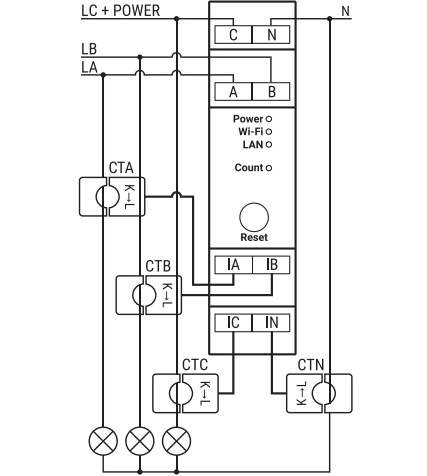 LC + POWER
N
C N
LB
LA
A B
Power
Wi-Fi
LAN
Count
CTA
K→L
Reset
CTB
K→L
IA IB
IC IN
CTC
K→L
CTN
K→L